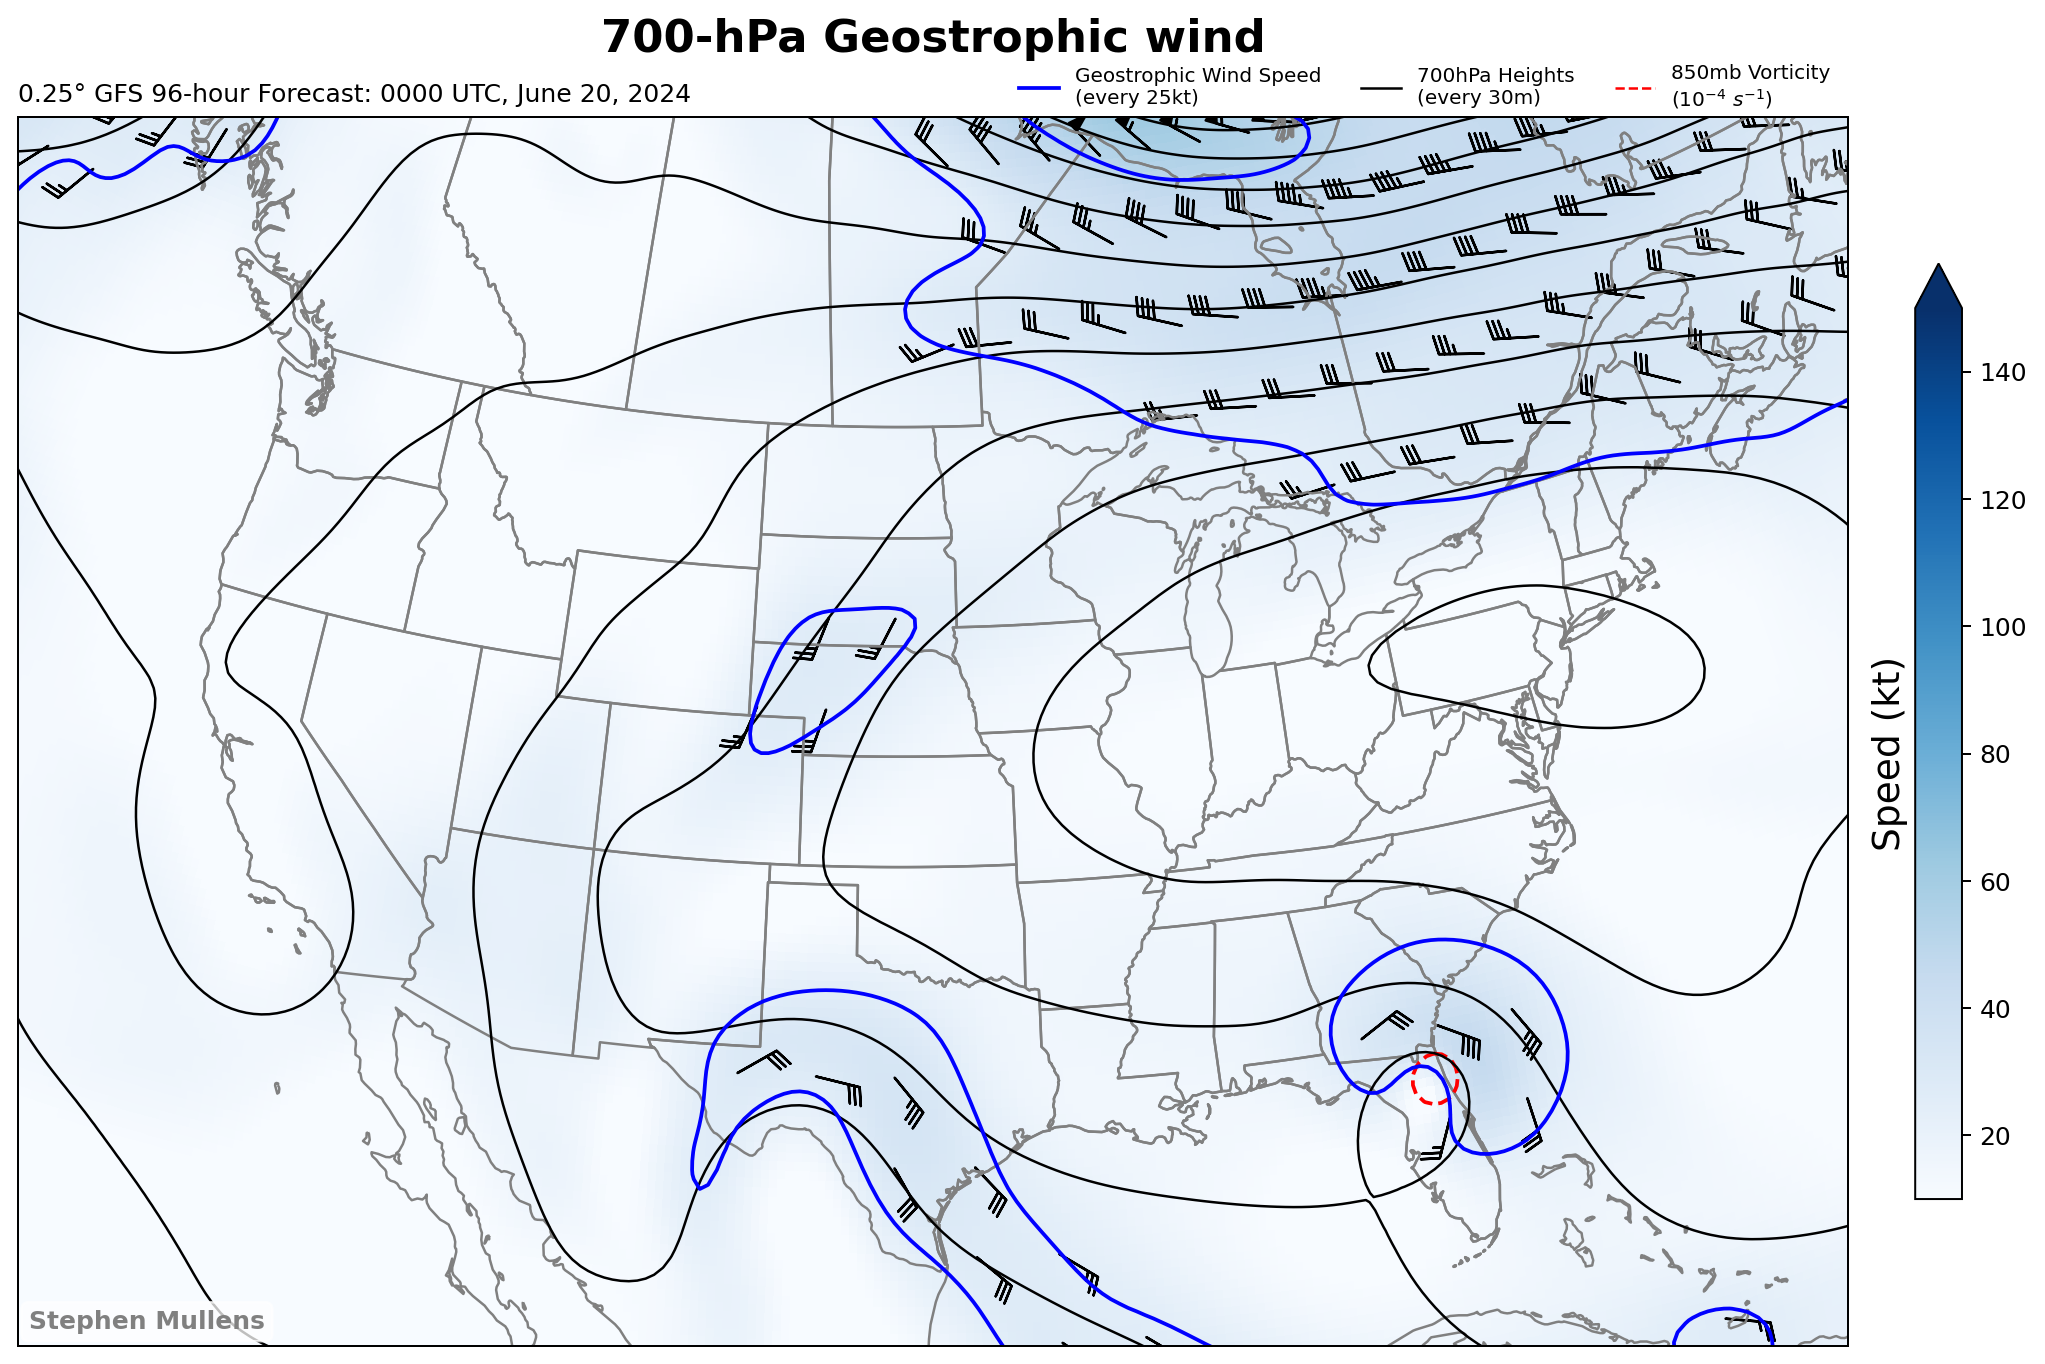 700-hPa Geostrophic wind
0.25° GFS 96-hour Forecast: 0000 UTC, June 20, 2024
Geostrophic Wind Speed
(every 25kt)
700hPa Heights
(every 30m)
850mb Vorticity
(10⁻⁴ s⁻¹)
140
120
100
80
60
40
20
Speed (kt)
Stephen Mullens